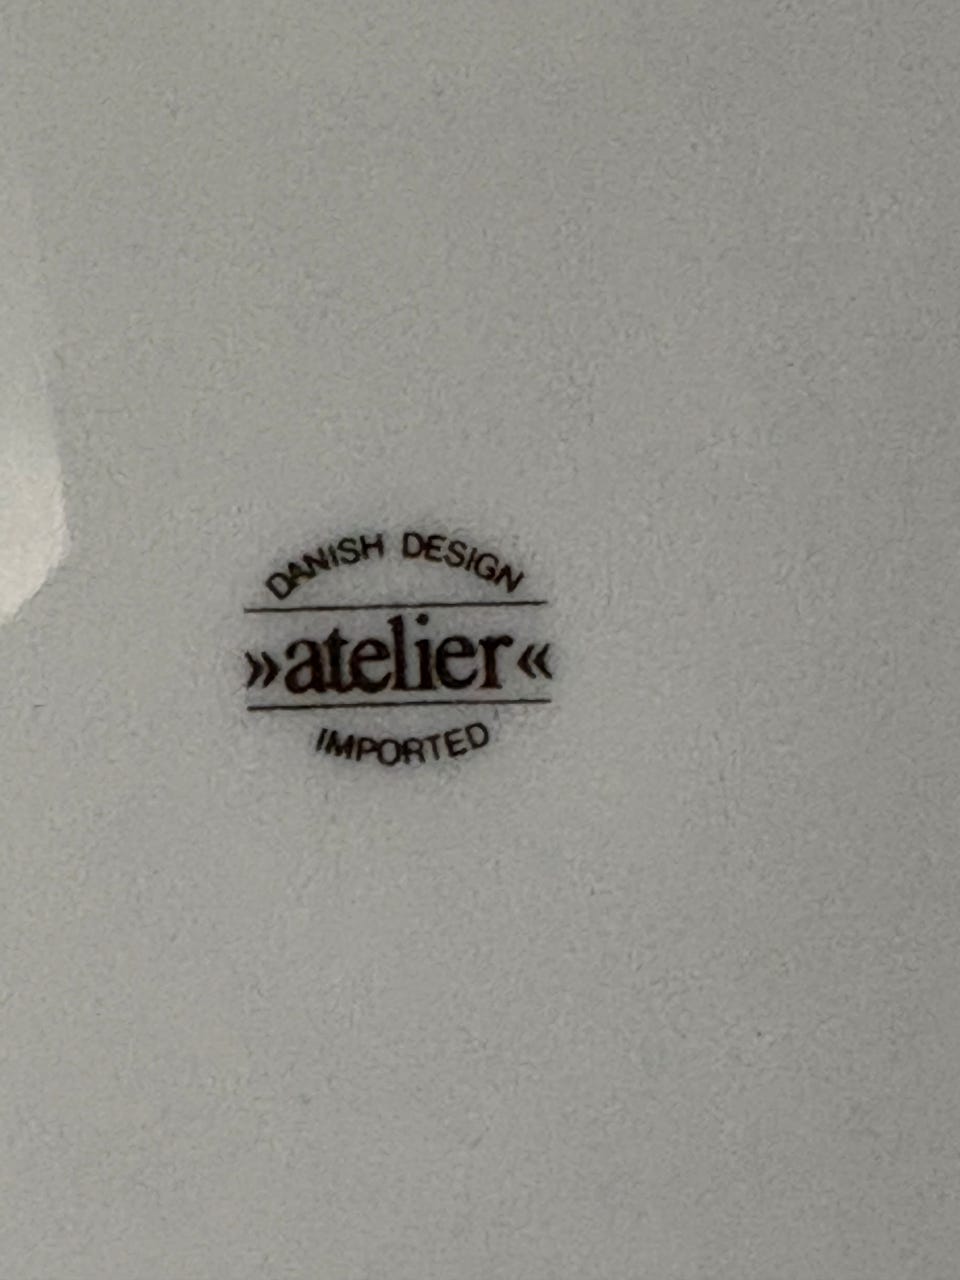 DANISH DESIGN
»atelier«
IMPORTED